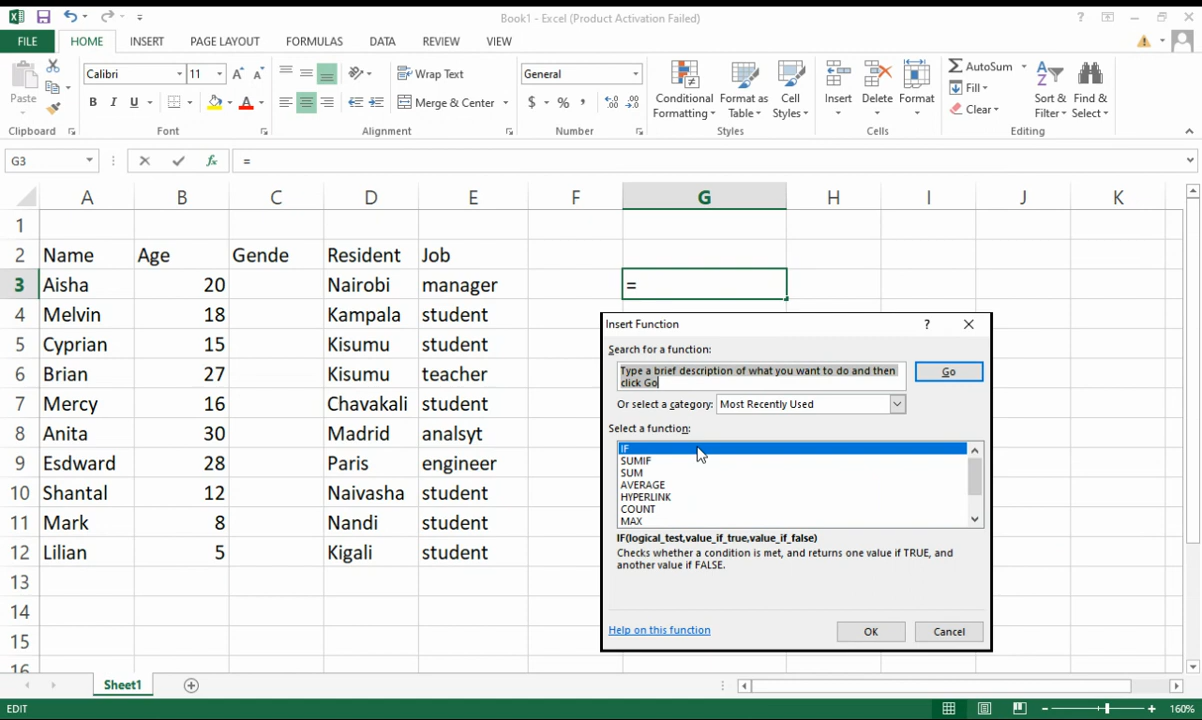 Book1 - Excel (Product Activation Failed)
FILE HOME INSERT PAGE LAYOUT FORMULAS DATA REVIEW VIEW
Paste
Calibri 11
B I U A
Wrap Text
Merge & Center
General
$ % ,
Conditional Formatting
Format as Table
Cell Styles
Insert Delete Format
AutoSum
Fill
Clear
Sort & Filter
Find & Select
Clipboard Font Alignment Number Styles Cells Editing
G3 fx =
A B C D E F G H I J K
1
2 Name Age Gende Resident Job
3 Aisha 20 Nairobi manager =
4 Melvin 18 Kampala student
5 Cyprian 15 Kisumu student
6 Brian 27 Kisumu teacher
7 Mercy 16 Chavakali student
8 Anita 30 Madrid analsyt
9 Esdward 28 Paris engineer
10 Shantal 12 Naivasha student
11 Mark 8 Nandi student
12 Lilian 5 Kigali student
13
14
15
16
Insert Function ?
Search for a function:
Type a brief description of what you want to do and then
click Go
Go
Or select a category: Most Recently Used
Select a function:
IF
SUMIF
SUM
AVERAGE
HYPERLINK
COUNT
MAX
IF(logical_test,value_if_true,value_if_false)
Checks whether a condition is met, and returns one value if TRUE, and
another value if FALSE.
Help on this function OK Cancel
Sheet1
EDIT 160%